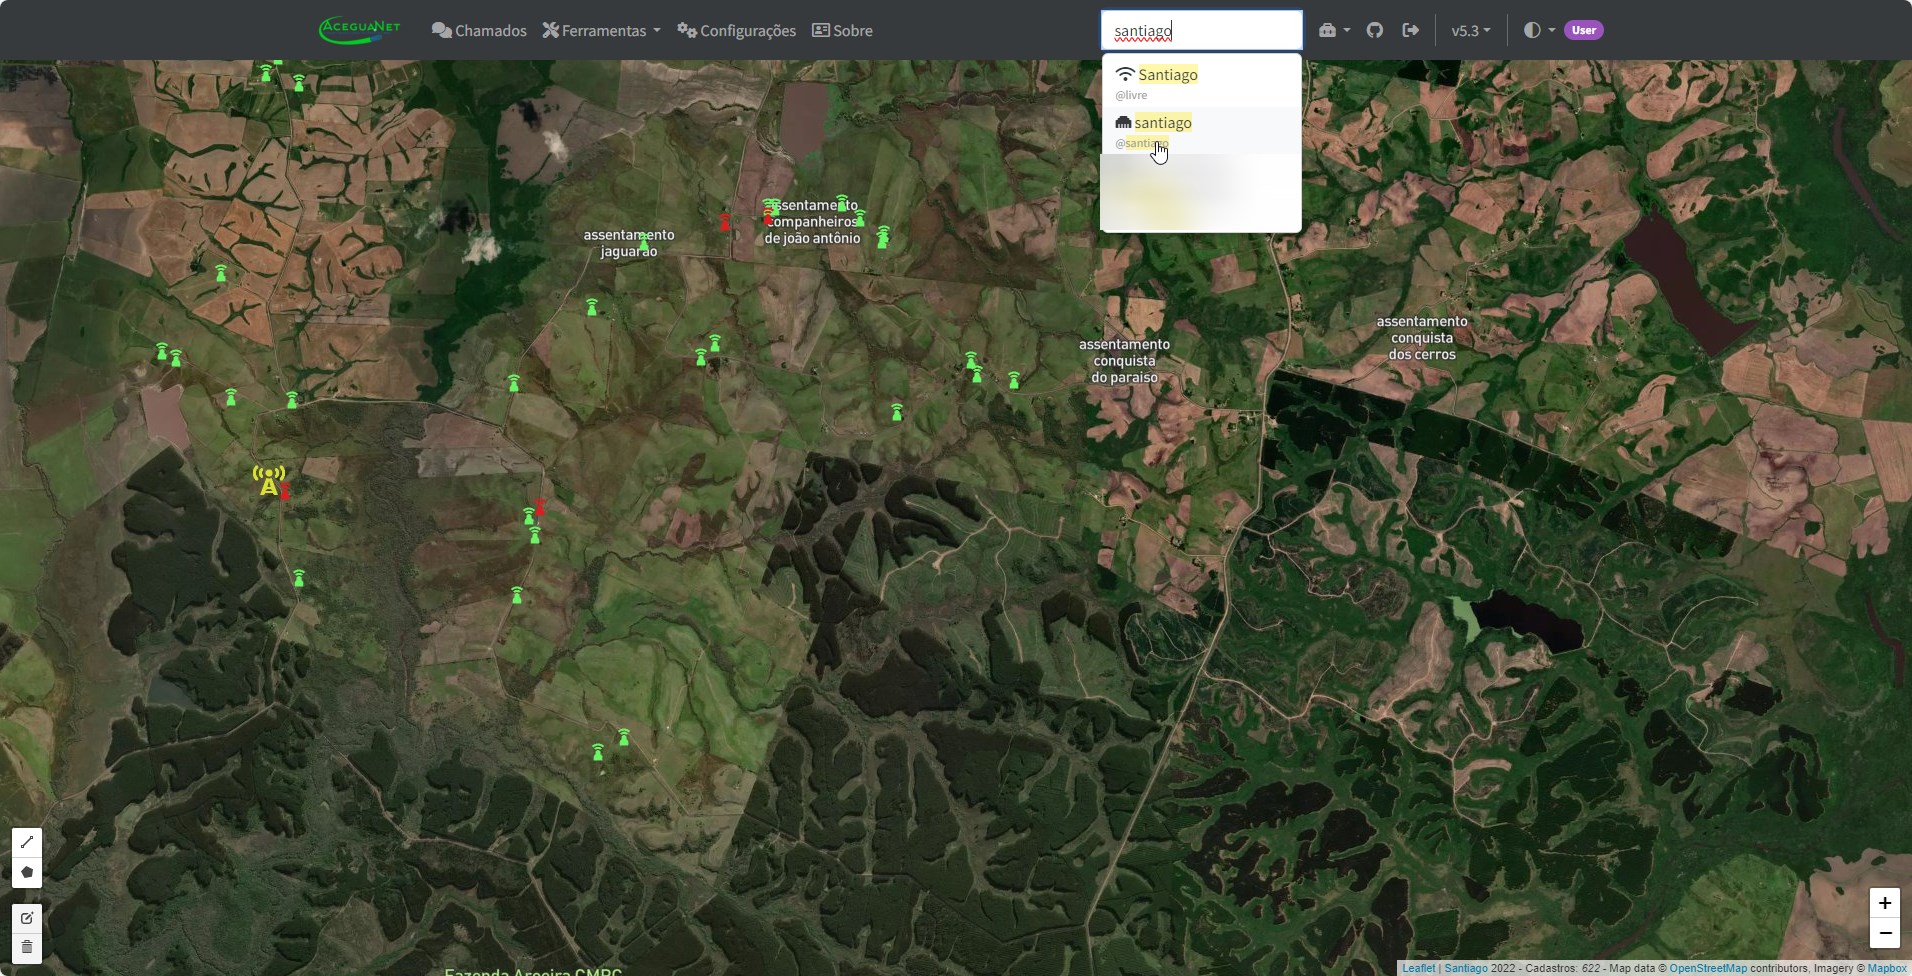 ACEGUANET
Chamados
Ferramentas
Configurações
Sobre
santiago
v5.3
User
Santiago
@livre
santiago
@santiago
assentamento
jaguarão
assentamento
companheiros
de joão antônio
assentamento
conquista
do paraiso
assentamento
conquista
dos cerros
Fazenda Aroeira CMPC
+
−
Leaflet | Santiago 2022 - Cadastros: 622 - Map data © OpenStreetMap contributors, Imagery © Mapbox